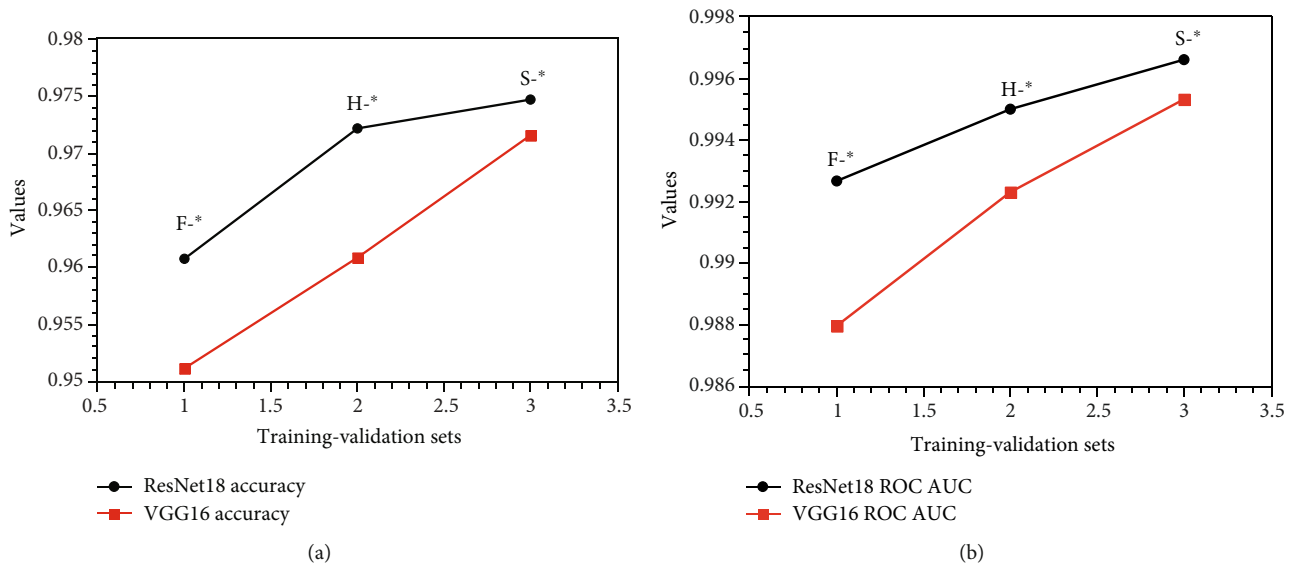 0.98
0.975
0.97
0.965
0.96
0.955
0.95
Values
F-*
H-*
S-*
0.5
1
1.5
2
2.5
3
3.5
Training-validation sets
ResNet18 accuracy
VGG16 accuracy
(a)
0.998
0.996
0.994
0.992
0.99
0.988
0.986
Values
F-*
H-*
S-*
0.5
1
1.5
2
2.5
3
3.5
Training-validation sets
ResNet18 ROC AUC
VGG16 ROC AUC
(b)